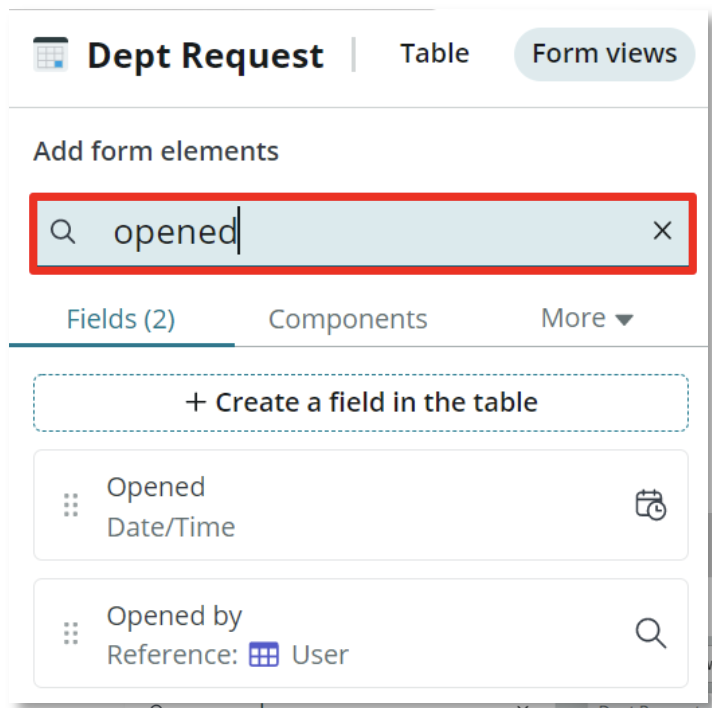 Dept Request | Table Form views
Add form elements
opened
Fields (2) Components More
+ Create a field in the table
Opened
Date/Time
Opened by
Reference: User